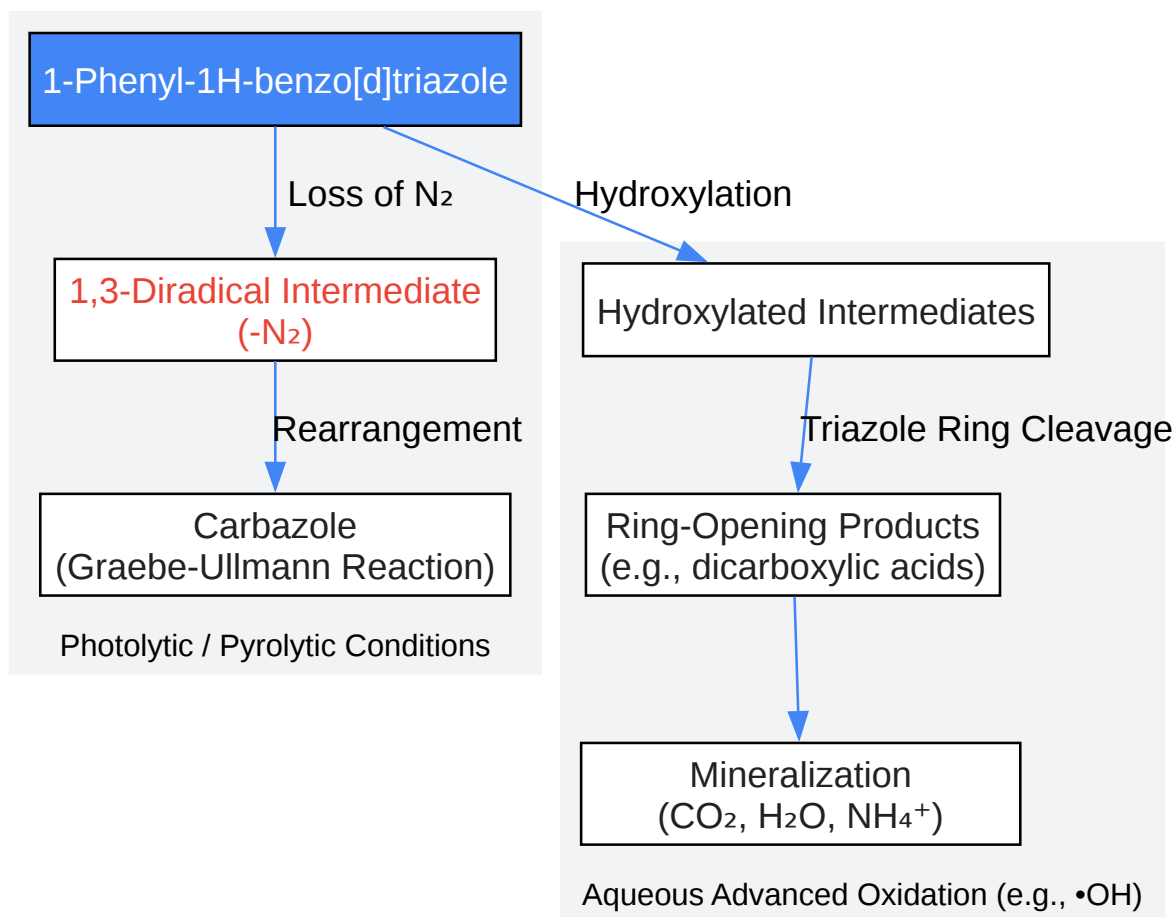 1-Phenyl-1H-benzo[d]triazole
Loss of N₂
Hydroxylation
1,3-Diradical Intermediate
(-N₂)
Hydroxylated Intermediates
Rearrangement
Triazole Ring Cleavage
Carbazole
(Graebe-Ullmann Reaction)
Ring-Opening Products
(e.g., dicarboxylic acids)
Photolytic / Pyrolytic Conditions
Mineralization
(CO₂, H₂O, NH₄⁺)
Aqueous Advanced Oxidation (e.g., •OH)